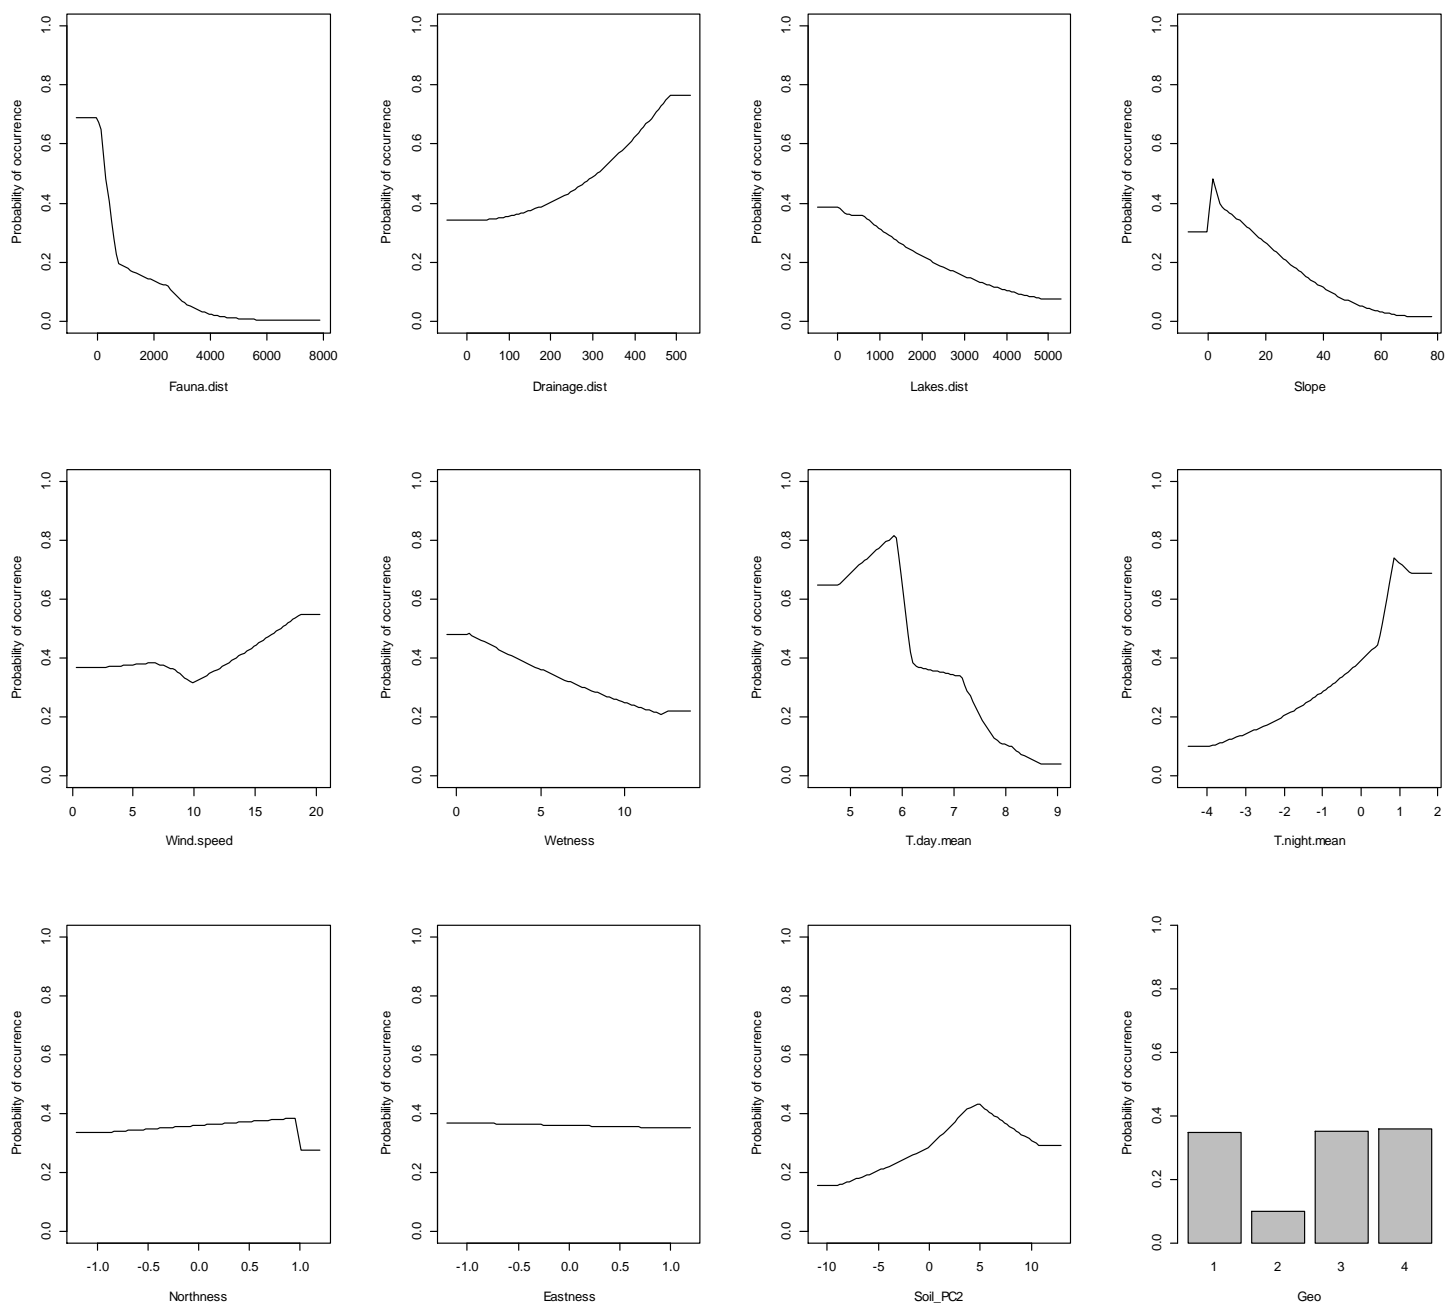 Probability of occurrence
0.0 0.2 0.4 0.6 0.8 1.0
0 2000 4000 6000 8000
Fauna.dist
Probability of occurrence
0.0 0.2 0.4 0.6 0.8 1.0
0 100 200 300 400 500
Drainage.dist
Probability of occurrence
0.0 0.2 0.4 0.6 0.8 1.0
0 1000 2000 3000 4000 5000
Lakes.dist
Probability of occurrence
0.0 0.2 0.4 0.6 0.8 1.0
0 20 40 60 80
Slope
Probability of occurrence
0.0 0.2 0.4 0.6 0.8 1.0
0 5 10 15 20
Wind.speed
Probability of occurrence
0.0 0.2 0.4 0.6 0.8 1.0
0 5 10
Wetness
Probability of occurrence
0.0 0.2 0.4 0.6 0.8 1.0
5 6 7 8 9
T.day.mean
Probability of occurrence
0.0 0.2 0.4 0.6 0.8 1.0
-4 -3 -2 -1 0 1 2
T.night.mean
Probability of occurrence
0.0 0.2 0.4 0.6 0.8 1.0
-1.0 -0.5 0.0 0.5 1.0
Northness
Probability of occurrence
0.0 0.2 0.4 0.6 0.8 1.0
-1.0 -0.5 0.0 0.5 1.0
Eastness
Probability of occurrence
0.0 0.2 0.4 0.6 0.8 1.0
-10 -5 0 5 10
Soil_PC2
Probability of occurrence
0.0 0.2 0.4 0.6 0.8 1.0
1 2 3 4
Geo